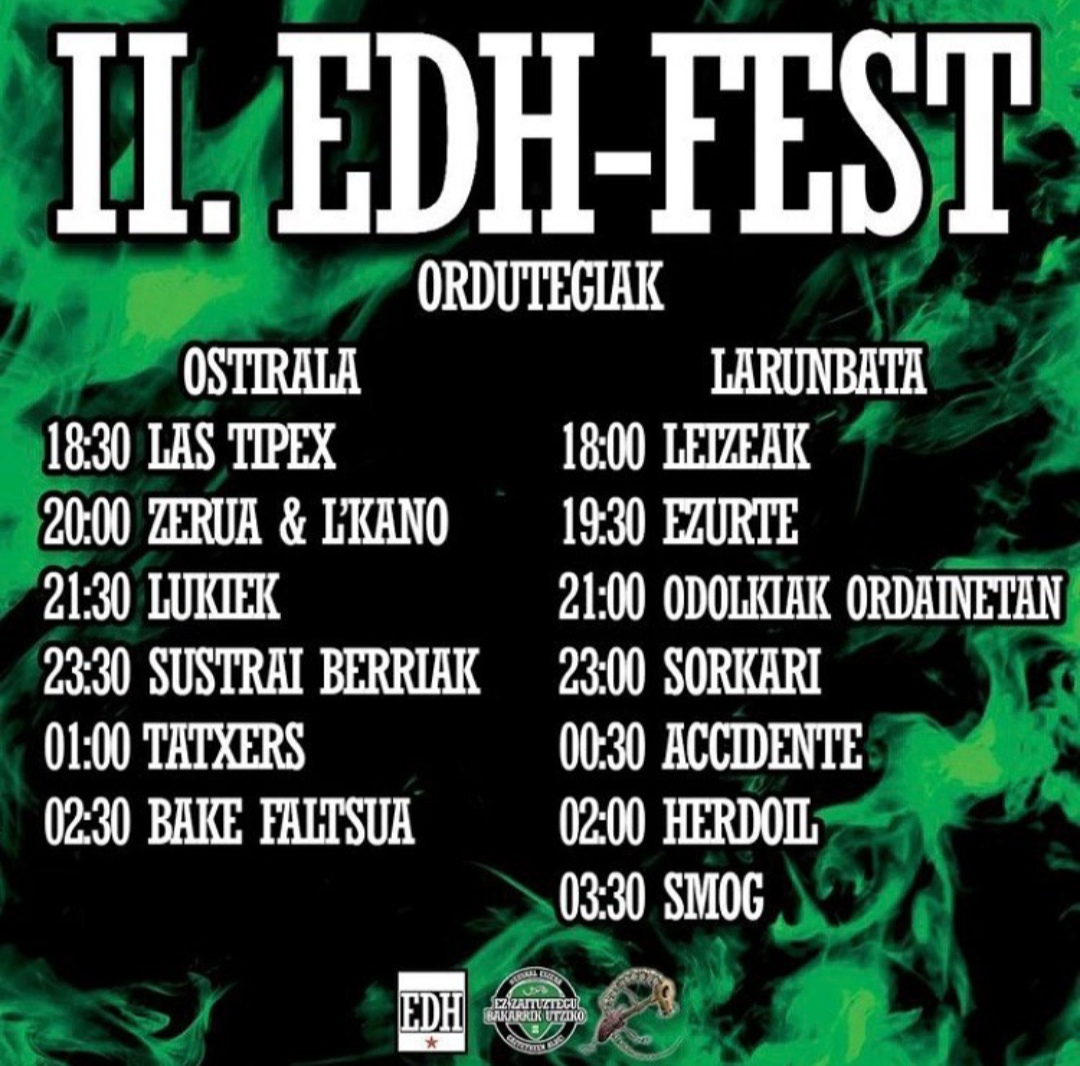 II. EDH-FEST
ORDUTEGIAK
OSTIRALA
18:30 LAS TIPEX
20:00 ZERUA & L'KANO
21:30 LUKIEK
23:30 SUSTRAI BERRIAK
01:00 TATXERS
02:30 BAKE FALTSUA
LARUNBATA
18:00 LEIZEAK
19:30 EZURTE
21:00 ODOLKIAK ORDAINETAN
23:00 SORKARI
00:30 ACCIDENTE
02:00 HERDOIL
03:30 SMOG
EDH
EZ ZAITUZTEGU
BAKARRIK UTZIKO